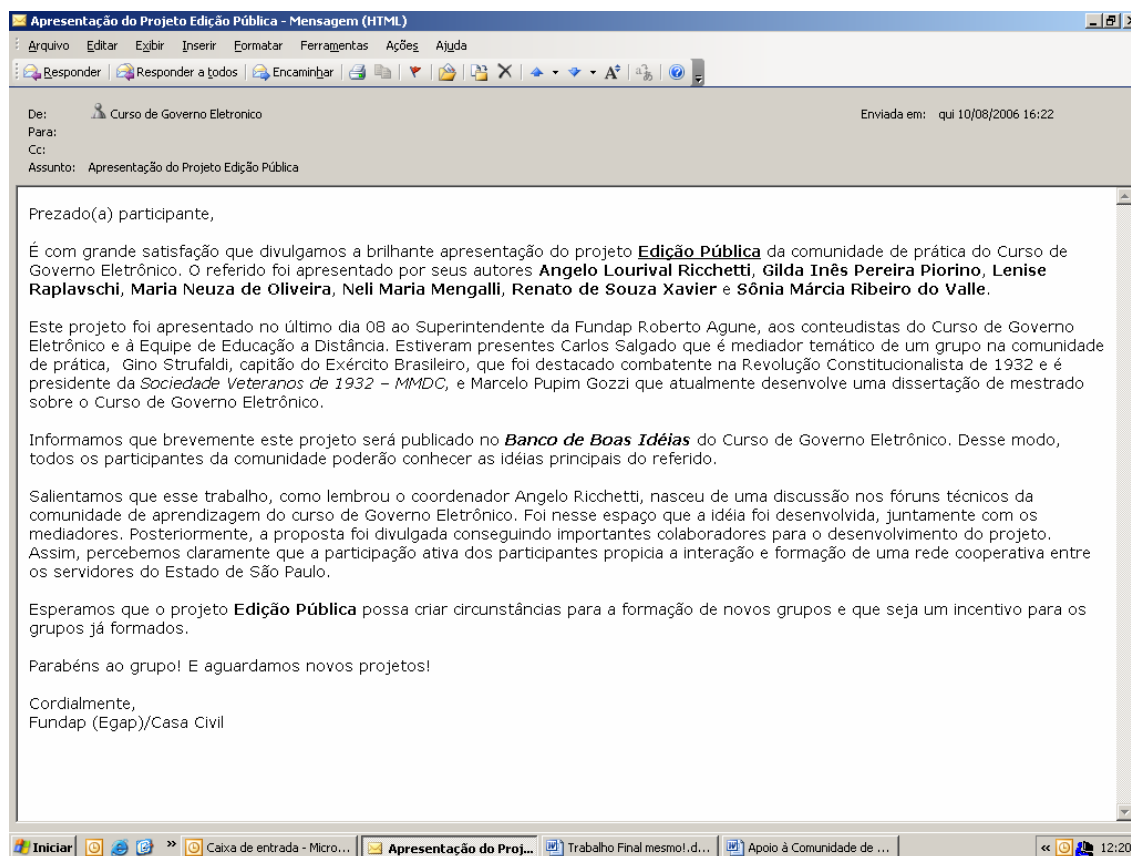 Apresentação do Projeto Edição Pública - Mensagem (HTML)
Arquivo Editar Exibir Inserir Formatar Ferramentas Ações Ajuda
Responder Responder a todos Encaminhar
De: Curso de Governo Eletronico Enviada em: qui 10/08/2006 16:22
Para:
Cc:
Assunto: Apresentação do Projeto Edição Pública
Prezado(a) participante,
É com grande satisfação que divulgamos a brilhante apresentação do projeto Edição Pública da comunidade de prática do Curso de
Governo Eletrônico. O referido foi apresentado por seus autores Angelo Lourival Ricchetti, Gilda Inês Pereira Piorino, Lenise
Raplavschi, Maria Neuza de Oliveira, Neli Maria Mengalli, Renato de Souza Xavier e Sônia Márcia Ribeiro do Valle.
Este projeto foi apresentado no último dia 08 ao Superintendente da Fundap Roberto Agune, aos conteudistas do Curso de Governo
Eletrônico e à Equipe de Educação a Distância. Estiveram presentes Carlos Salgado que é mediador temático de um grupo na comunidade
de prática, Gino Strufaldi, capitão do Exército Brasileiro, que foi destacado combatente na Revolução Constitucionalista de 1932 e é
presidente da Sociedade Veteranos de 1932 – MMDC, e Marcelo Pupim Gozzi que atualmente desenvolve uma dissertação de mestrado
sobre o Curso de Governo Eletrônico.
Informamos que brevemente este projeto será publicado no Banco de Boas Idéias do Curso de Governo Eletrônico. Desse modo,
todos os participantes da comunidade poderão conhecer as idéias principais do referido.
Salientamos que esse trabalho, como lembrou o coordenador Angelo Ricchetti, nasceu de uma discussão nos fóruns técnicos da
comunidade de aprendizagem do curso de Governo Eletrônico. Foi nesse espaço que a idéia foi desenvolvida, juntamente com os
mediadores. Posteriormente, a proposta foi divulgada conseguindo importantes colaboradores para o desenvolvimento do projeto.
Assim, percebemos claramente que a participação ativa dos participantes propicia a interação e formação de uma rede cooperativa entre
os servidores do Estado de São Paulo.
Esperamos que o projeto Edição Pública possa criar circunstâncias para a formação de novos grupos e que seja um incentivo para os
grupos já formados.
Parabéns ao grupo! E aguardamos novos projetos!
Cordialmente,
Fundap (Egap)/Casa Civil
Iniciar » Caixa de entrada - Micro... Apresentação do Proj... Trabalho Final mesmo!.d... Apoio à Comunidade de ... « 12:20